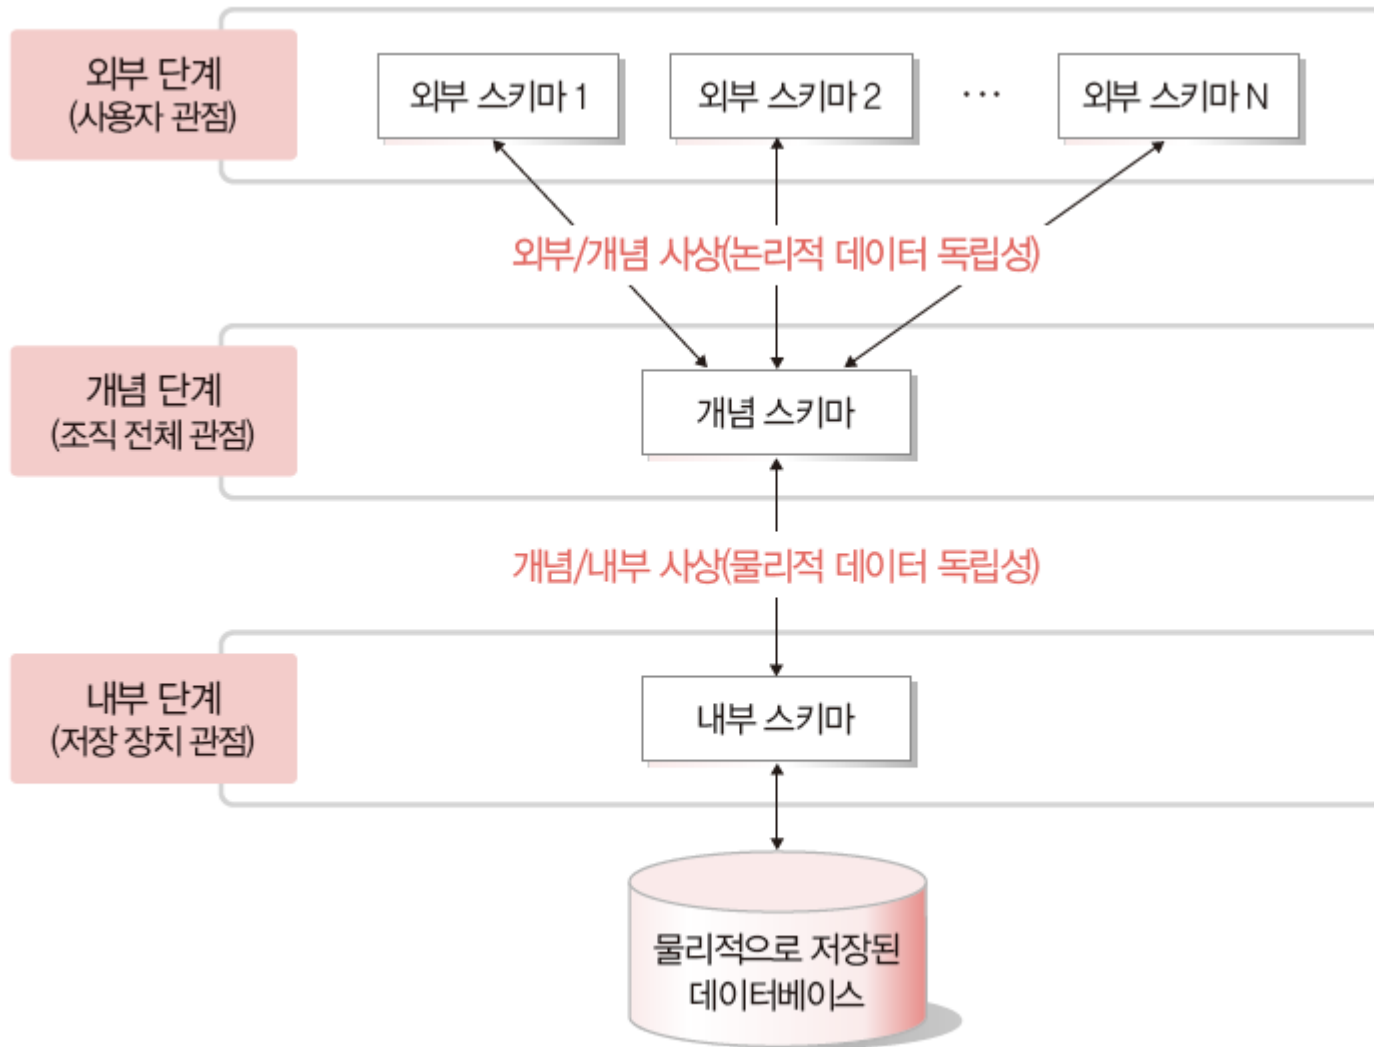 외부 단계
(사용자 관점)
외부 스키마 1
외부 스키마 2
···
외부 스키마 N
외부/개념 사상(논리적 데이터 독립성)
개념 단계
(조직 전체 관점)
개념 스키마
개념/내부 사상(물리적 데이터 독립성)
내부 단계
(저장 장치 관점)
내부 스키마
물리적으로 저장된
데이터베이스